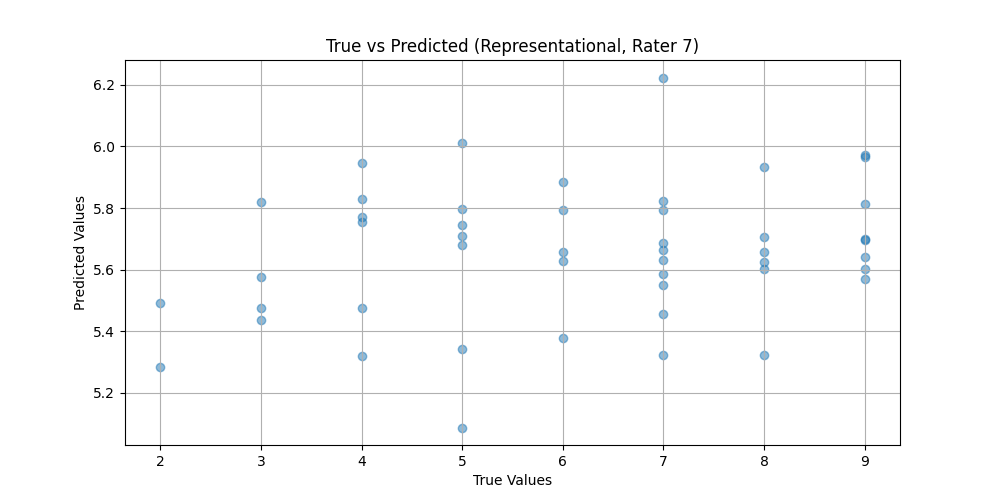 True vs Predicted (Representational, Rater 7)
6.2
6.0
5.8
5.6
5.4
5.2
Predicted Values
2 3 4 5 6 7 8 9
True Values